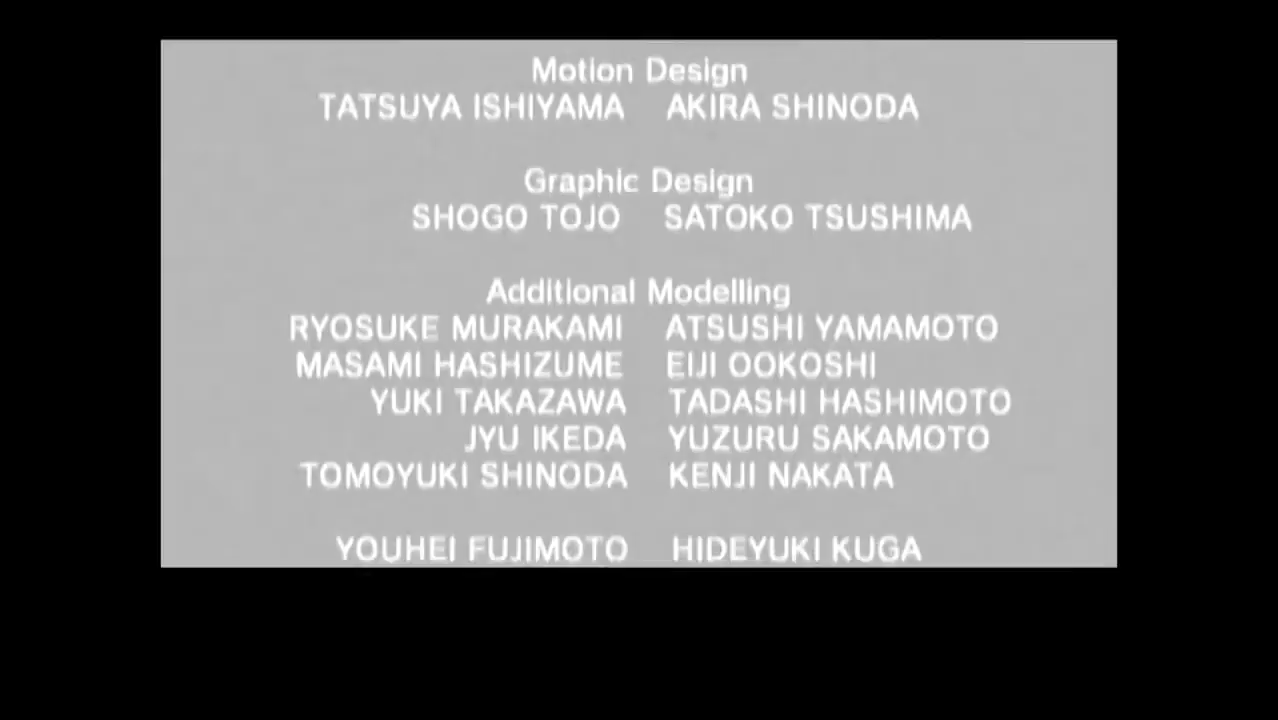 Motion Design
TATSUYA ISHIYAMA AKIRA SHINODA
Graphic Design
SHOGO TOJO SATOKO TSUSHIMA
Additional Modelling
RYOSUKE MURAKAMI ATSUSHI YAMAMOTO
MASAMI HASHIZUME EIJI OOKOSHI
YUKI TAKAZAWA TADASHI HASHIMOTO
JYU IKEDA YUZURU SAKAMOTO
TOMOYUKI SHINODA KENJI NAKATA
YOUHEI FUJIMOTO HIDEYUKI KUGA